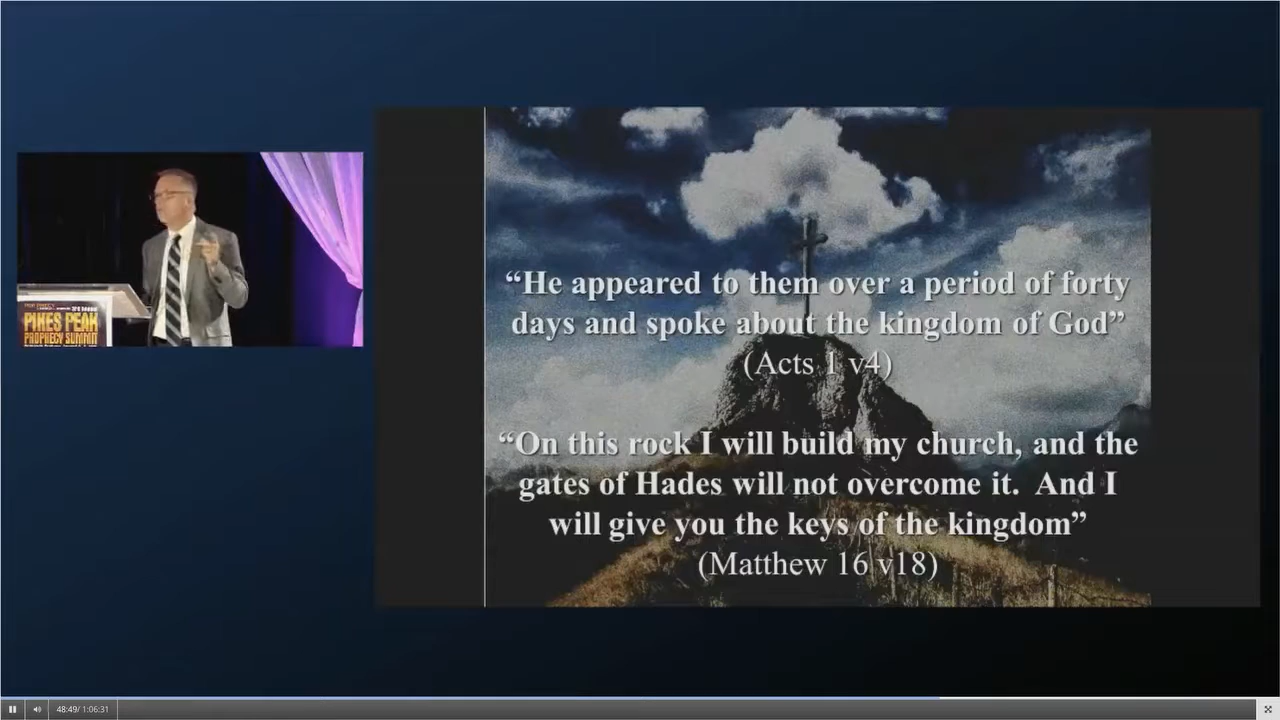 “He appeared to them over a period of forty
days and spoke about the kingdom of God”
(Acts 1 v4)
“On this rock I will build my church, and the
gates of Hades will not overcome it.  And I
will give you the keys of the kingdom”
(Matthew 16 v18)
PIKES PEAK
PROPHECY SUMMIT
48:49/ 1:06:31